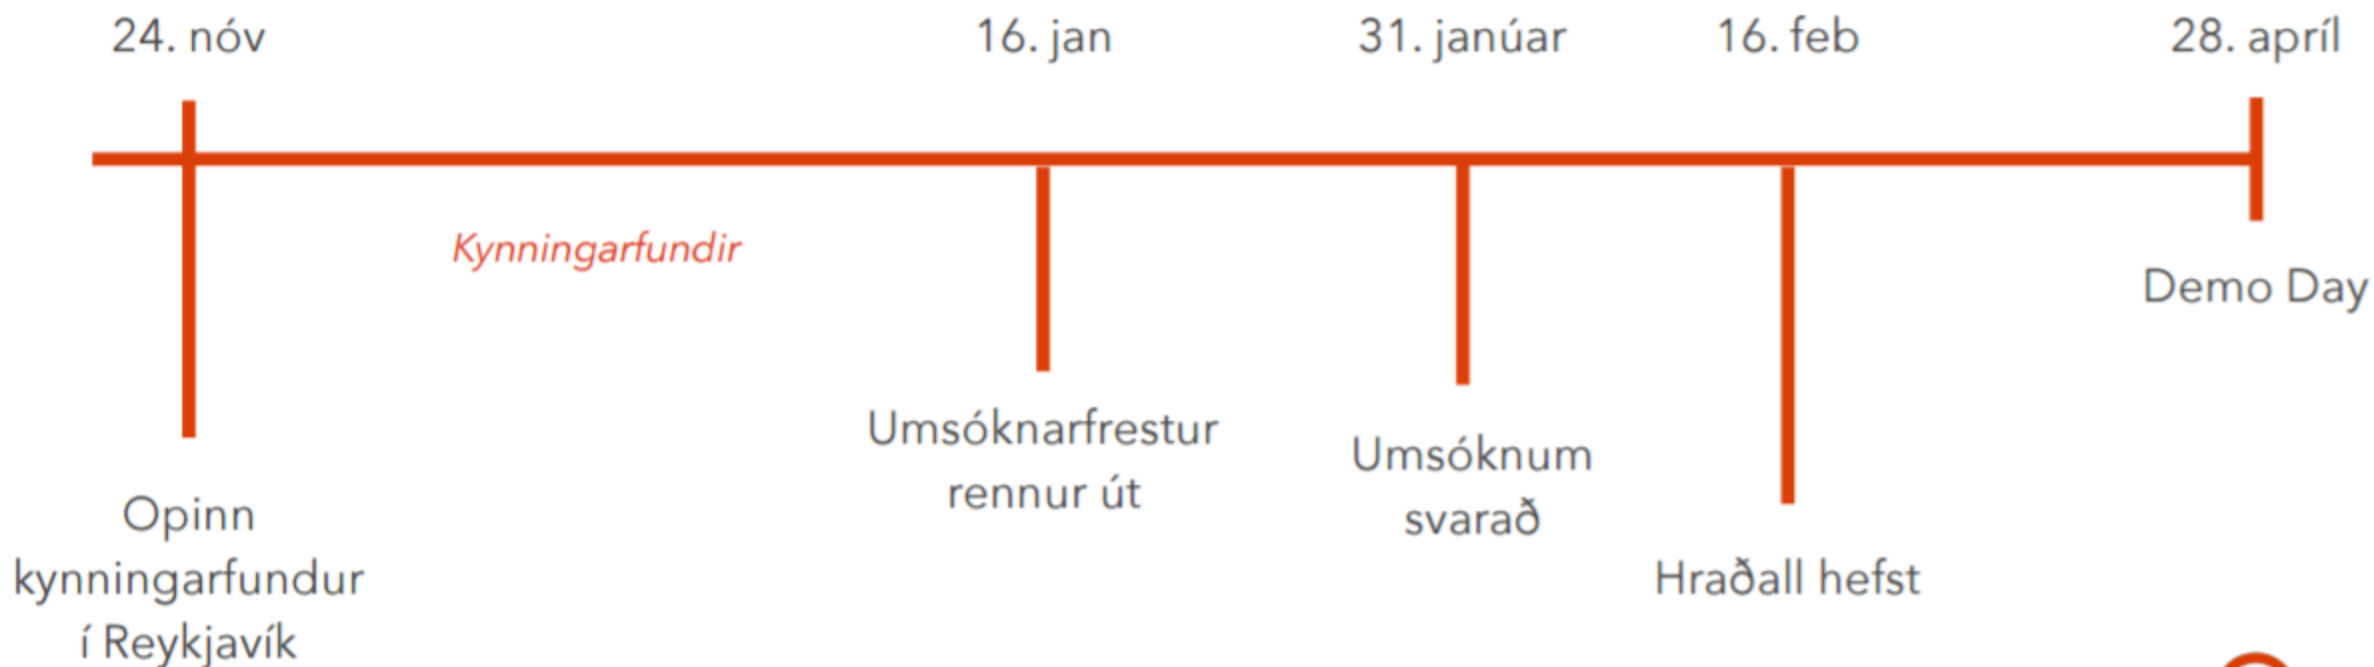 24. nóv
16. jan
31. janúar
16. feb
28. apríl
Kynningarfundir
Demo Day
Umsóknarfrestur
rennur út
Umsóknum
svarað
Opinn
kynningarfundur
í Reykjavík
Hraðall hefst